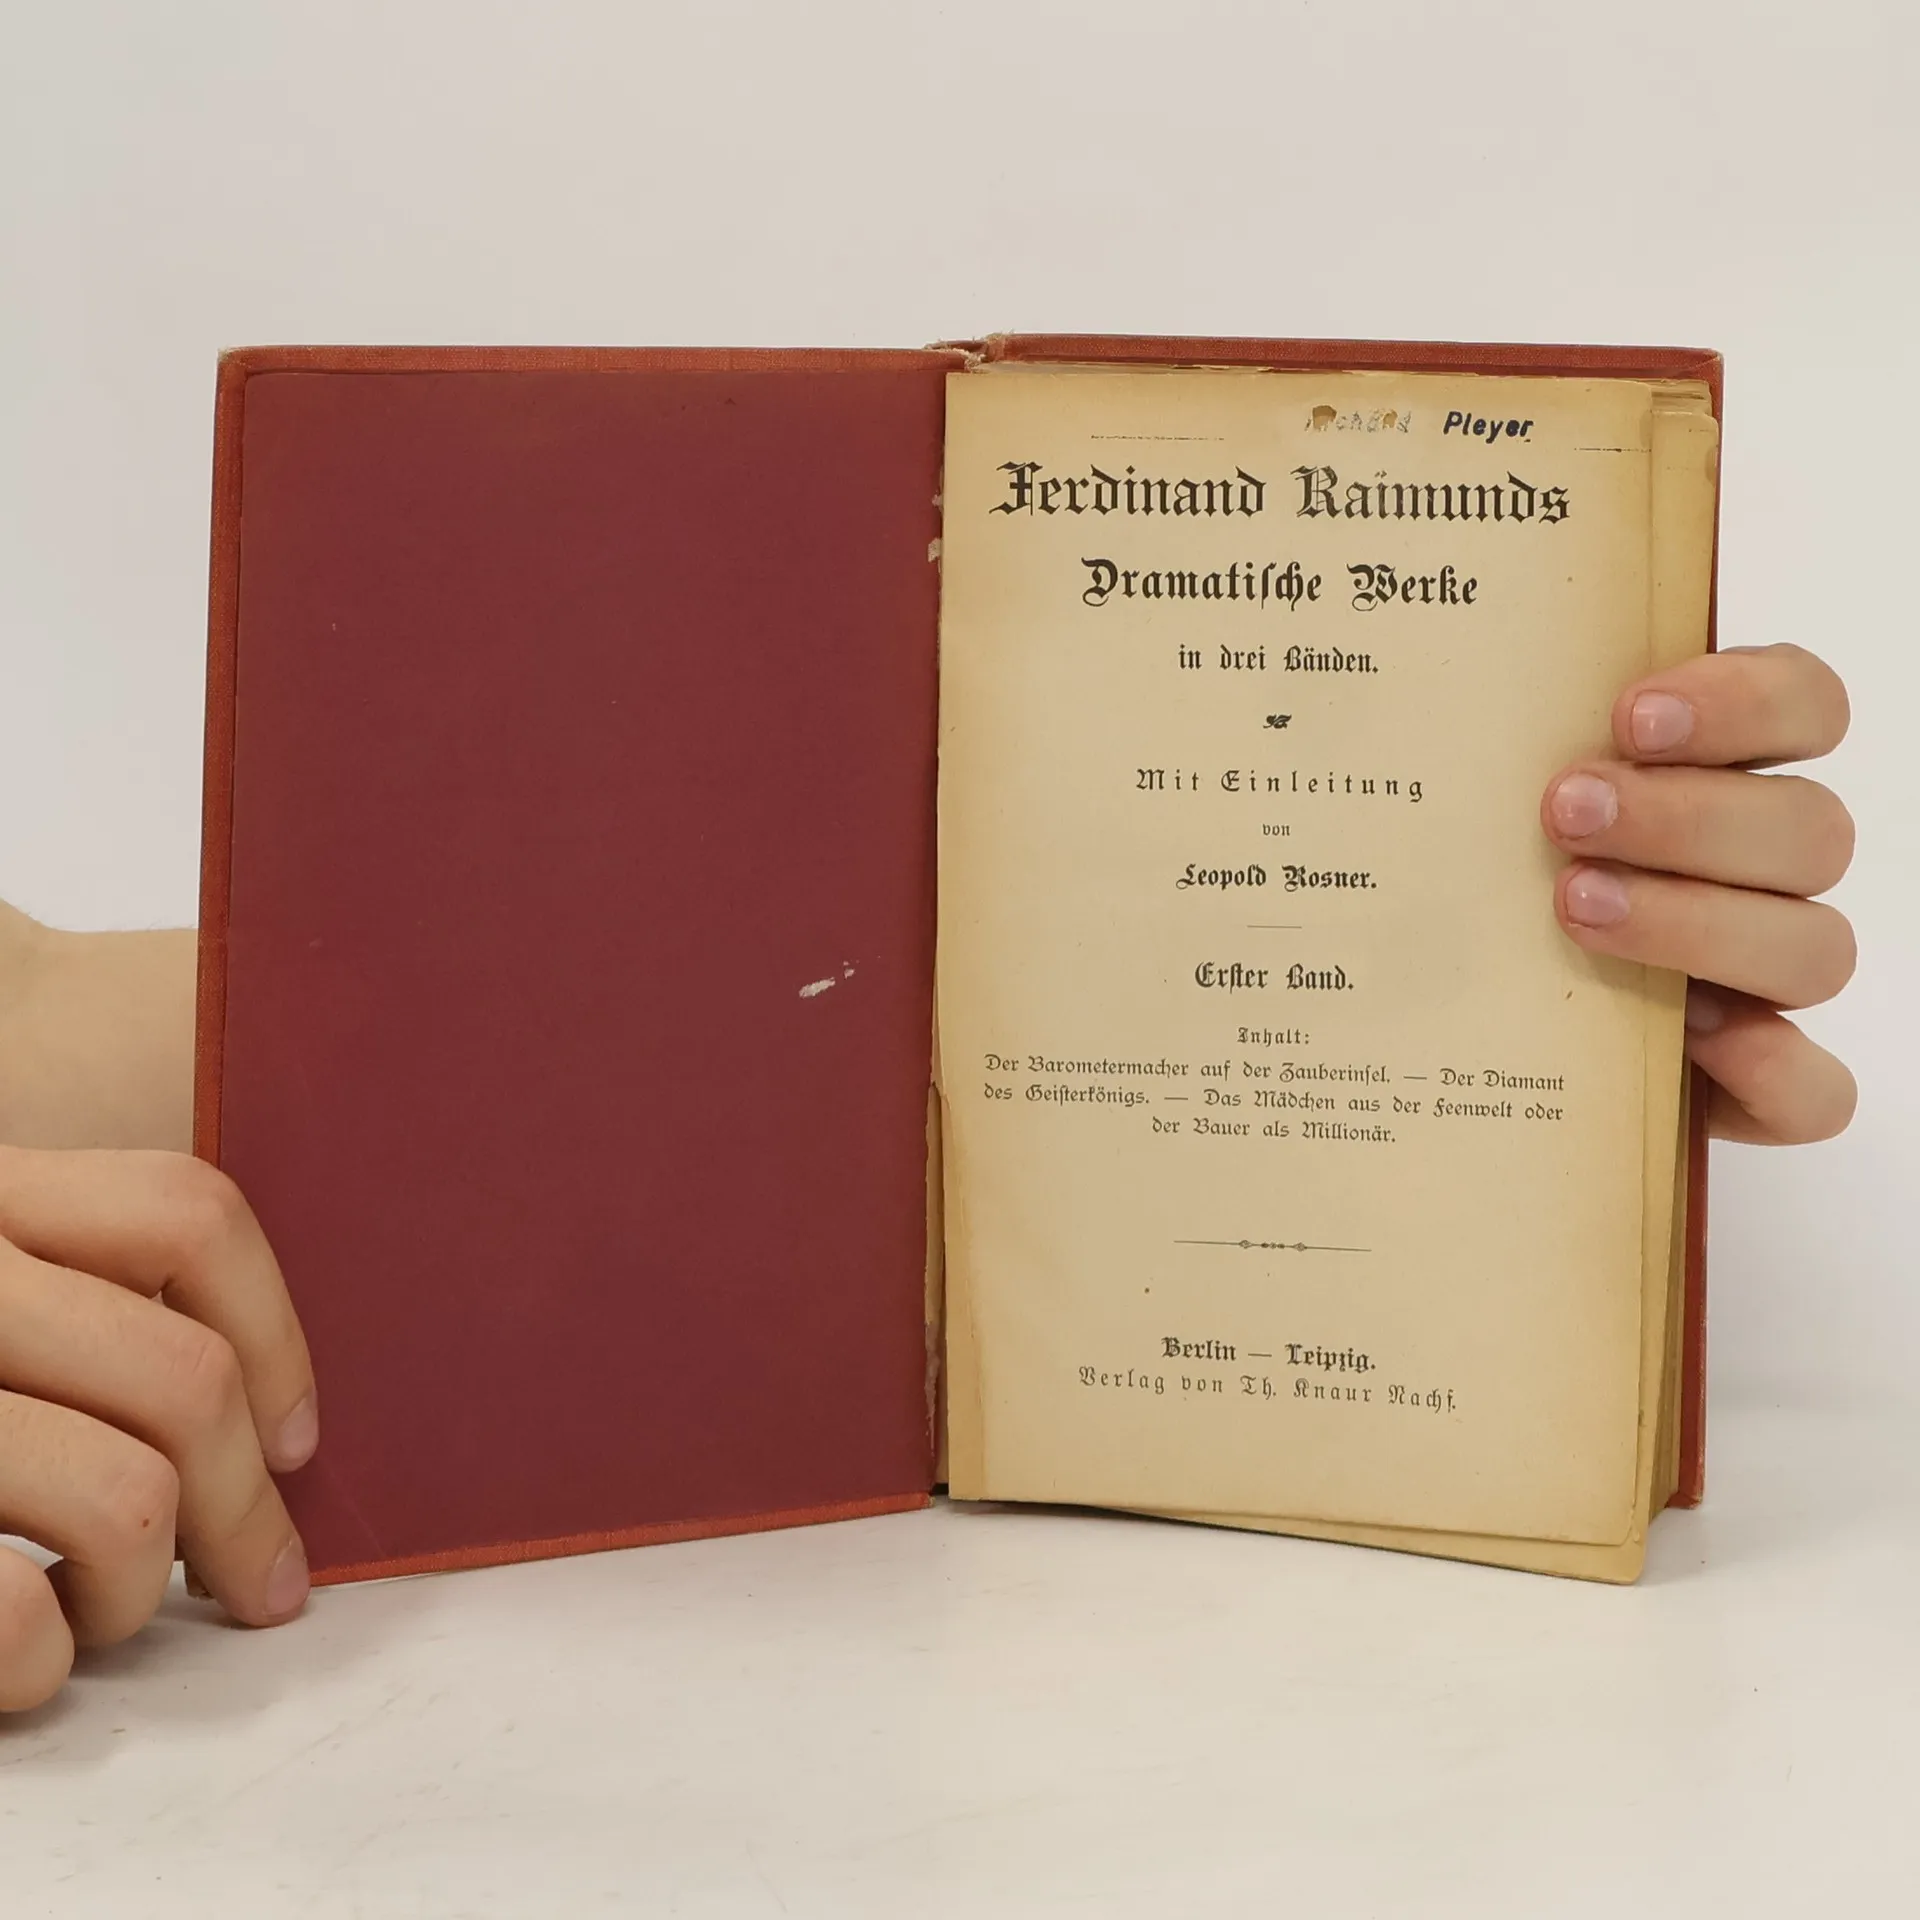 Pleyer
Ferdinand Raimunds
Dramatiſche Werke
in drei Bänden.
Mit Einleitung
von
Leopold Rosner.
Erſter Band.
Inhalt:
Der Barometermacher auf der Zauberinſel. — Der Diamant
des Geiſterkönigs. — Das Mädchen aus der Feenwelt oder
der Bauer als Millionär.
Berlin — Leipzig.
Verlag von Th. Knaur Nachf.